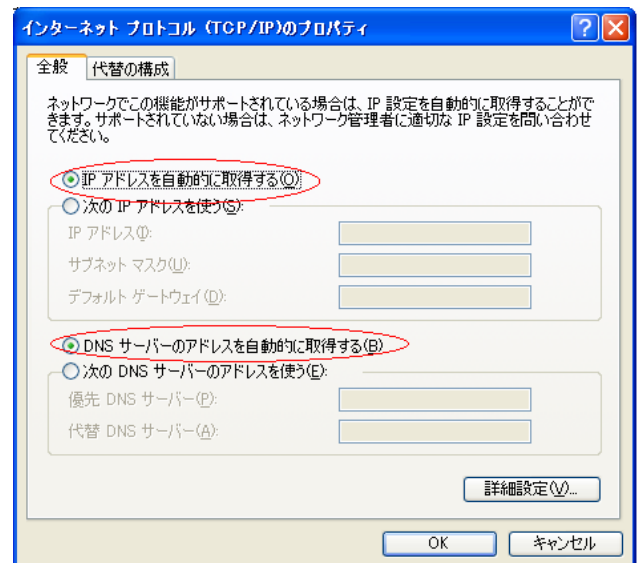 インターネット プロトコル (TCP/IP)のプロパティ
全般
代替の構成
ネットワークでこの機能がサポートされている場合は、IP 設定を自動的に取得することがで
きます。サポートされていない場合は、ネットワーク管理者に適切な IP 設定を問い合わせ
てください。
IP アドレスを自動的に取得する(O)
次の IP アドレスを使う(S):
IP アドレス(I):
サブネット マスク(U):
デフォルト ゲートウェイ(D):
DNS サーバーのアドレスを自動的に取得する(B)
次の DNS サーバーのアドレスを使う(E):
優先 DNS サーバー(P):
代替 DNS サーバー(A):
詳細設定(V)...
OK
キャンセル